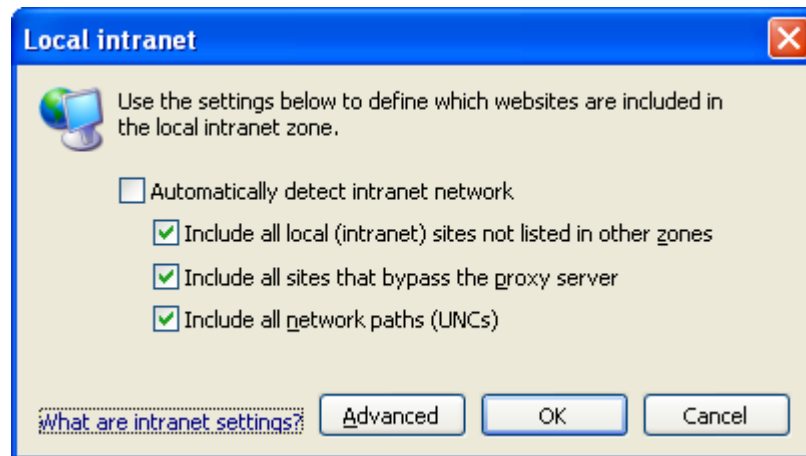 Local intranet
Use the settings below to define which websites are included in
the local intranet zone.
Automatically detect intranet network
Include all local (intranet) sites not listed in other zones
Include all sites that bypass the proxy server
Include all network paths (UNCs)
What are intranet settings? Advanced OK Cancel